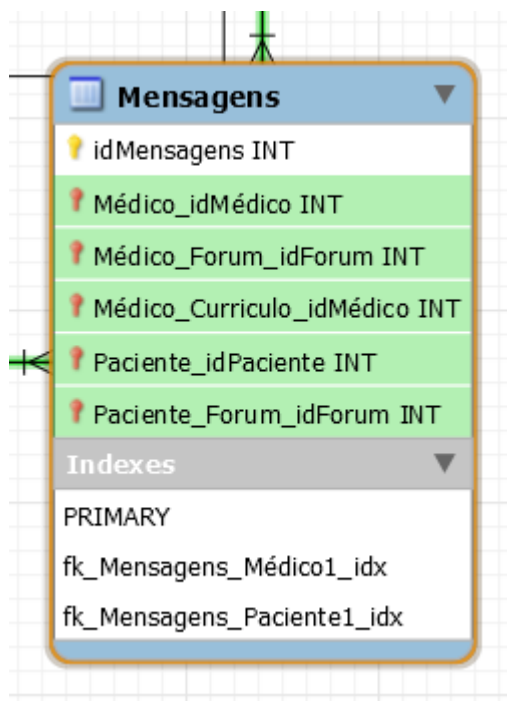 Mensagens
idMensagens INT
Médico_idMédico INT
Médico_Forum_idForum INT
Médico_Curriculo_idMédico INT
Paciente_idPaciente INT
Paciente_Forum_idForum INT
Indexes
PRIMARY
fk_Mensagens_Médico1_idx
fk_Mensagens_Paciente1_idx